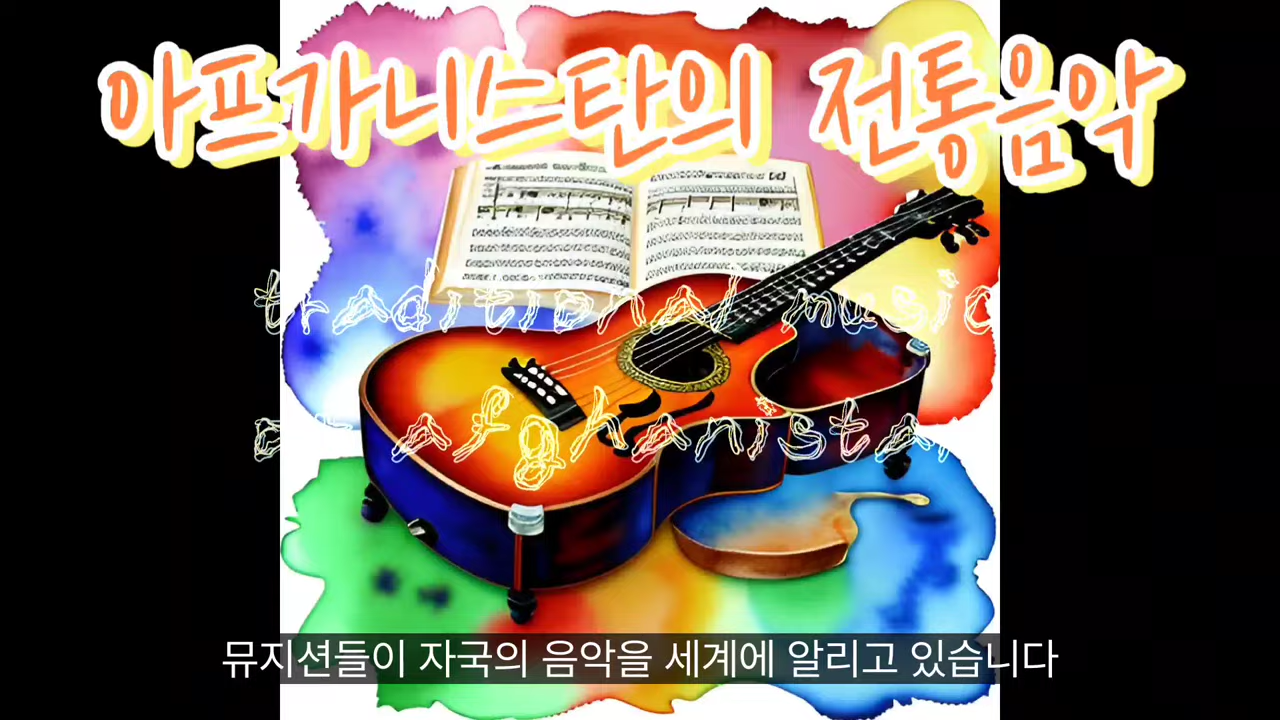 아프가니스탄의 전통음악
traditional music
of afghanistan
뮤지션들이 자국의 음악을 세계에 알리고 있습니다